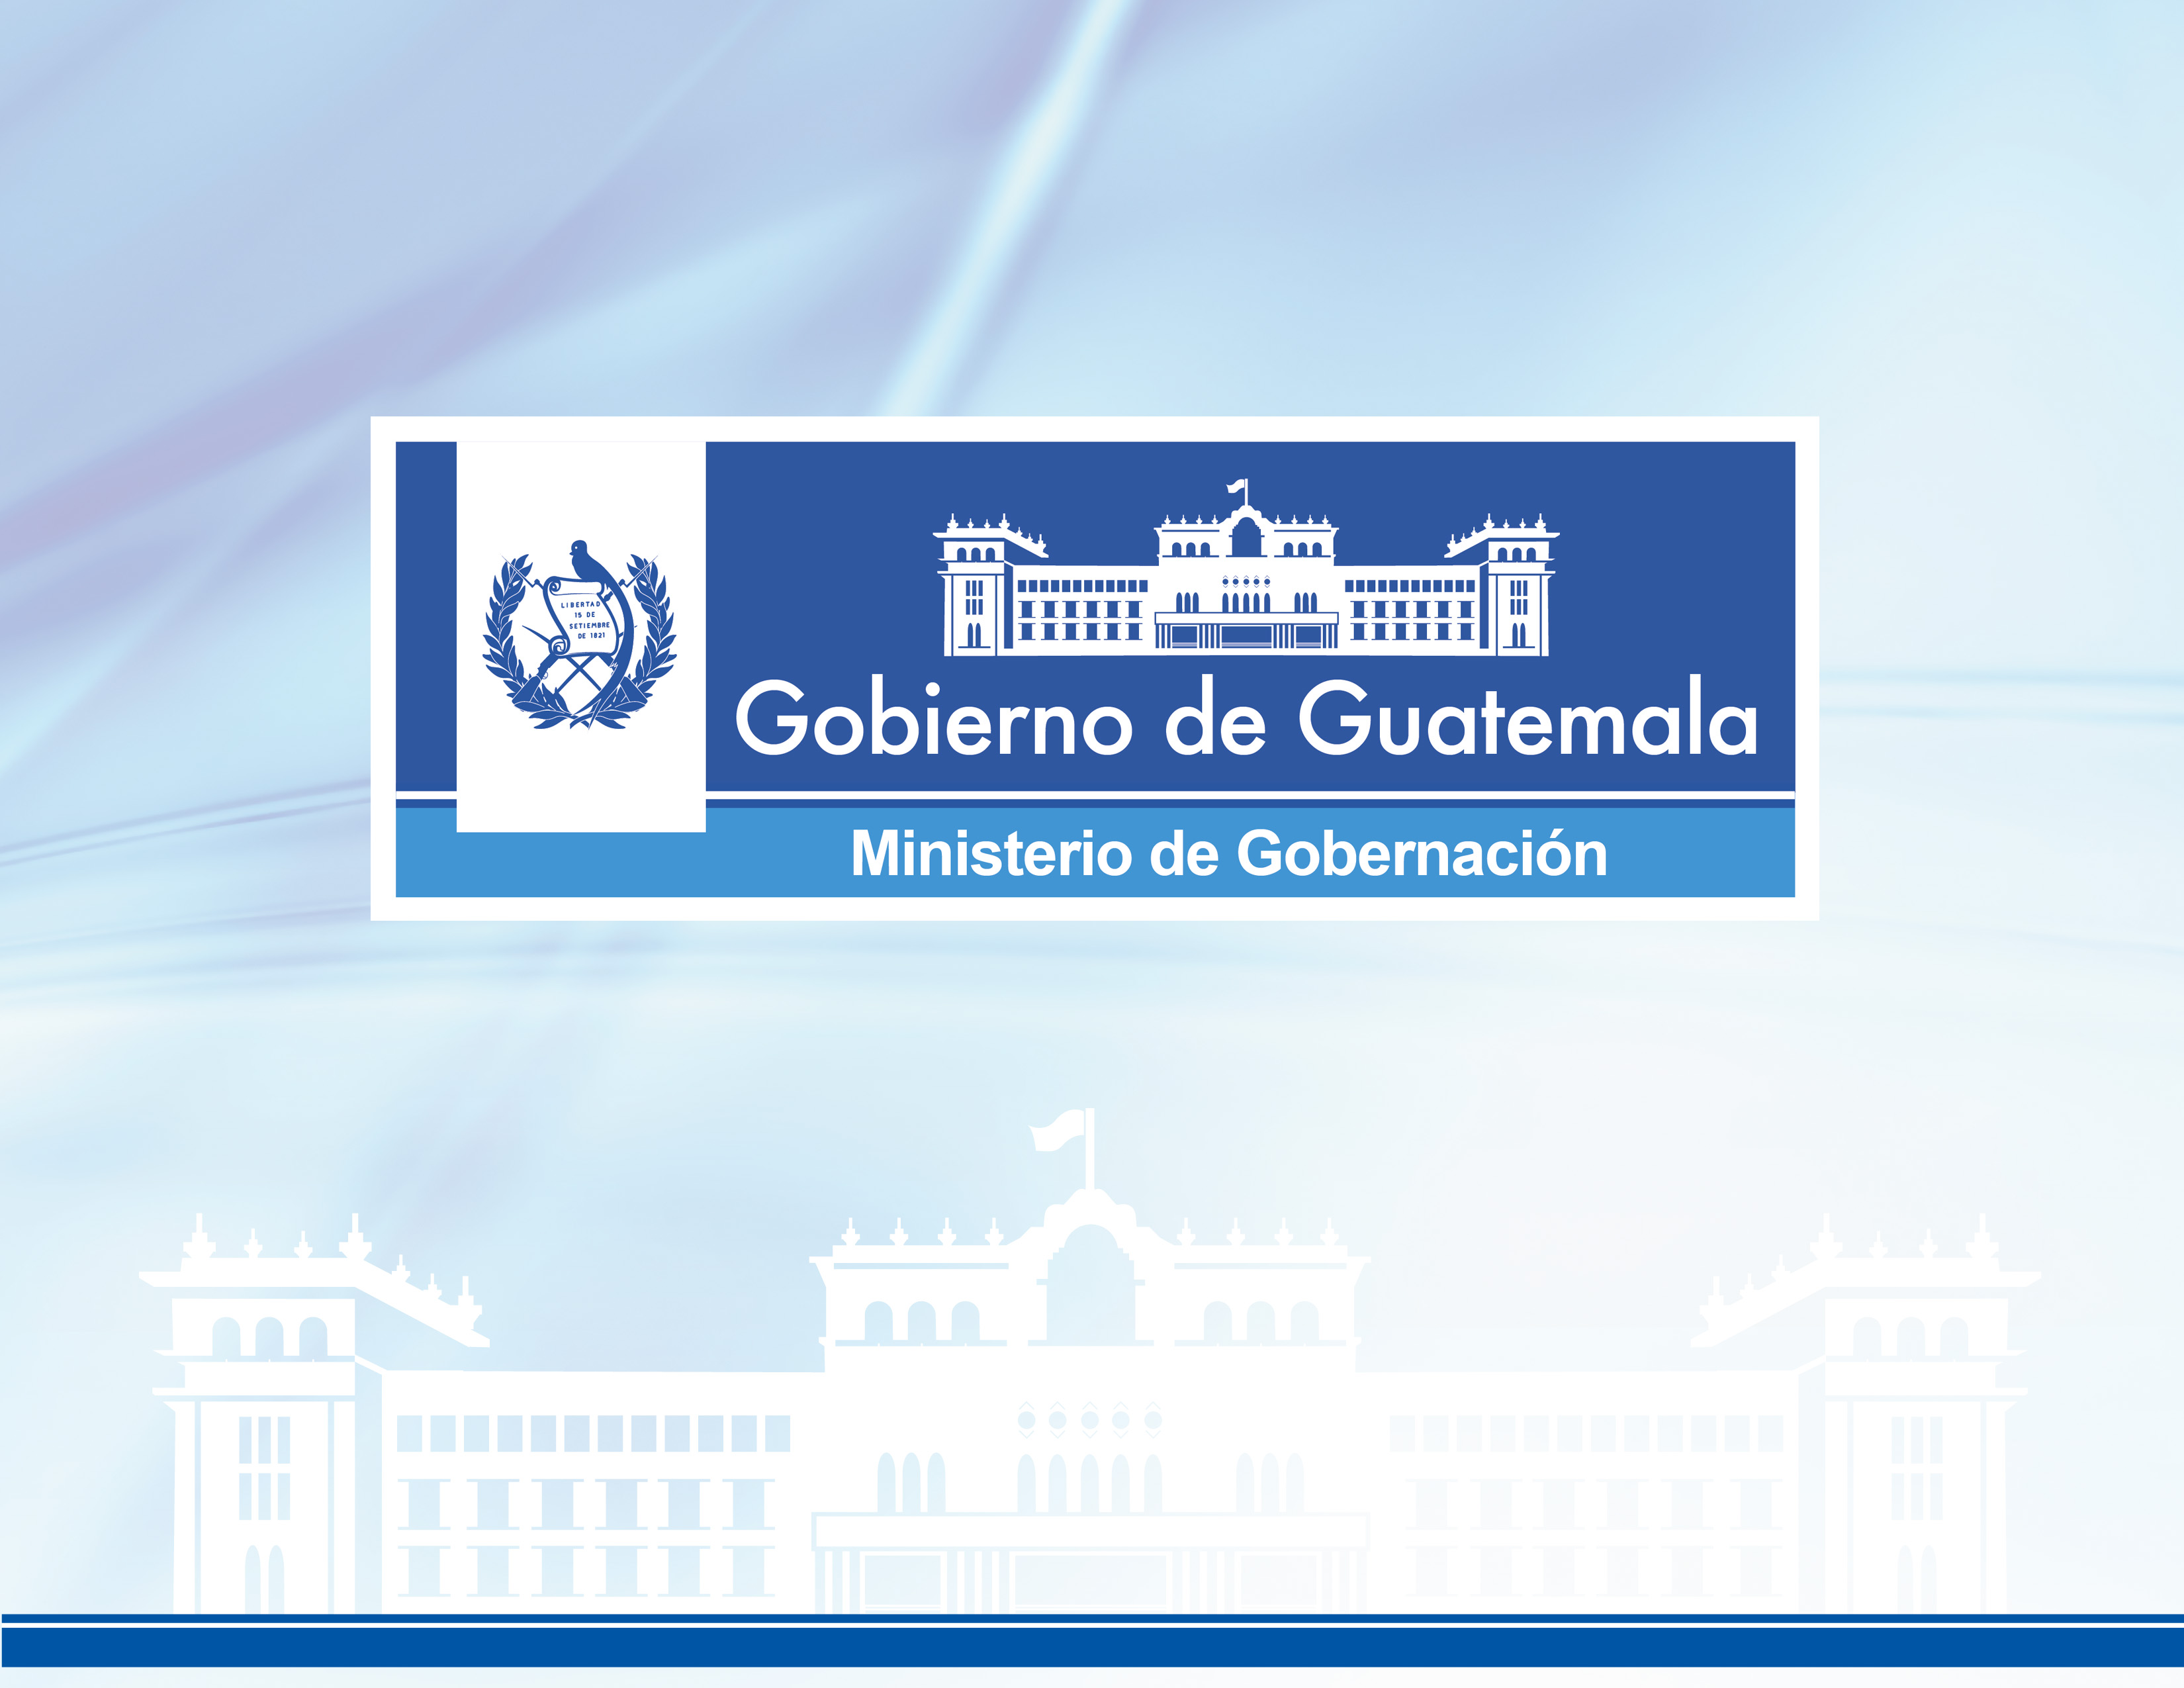 LIBERTAD
15 DE
SETIEMBRE
DE 1821
Gobierno de Guatemala
Ministerio de Gobernación